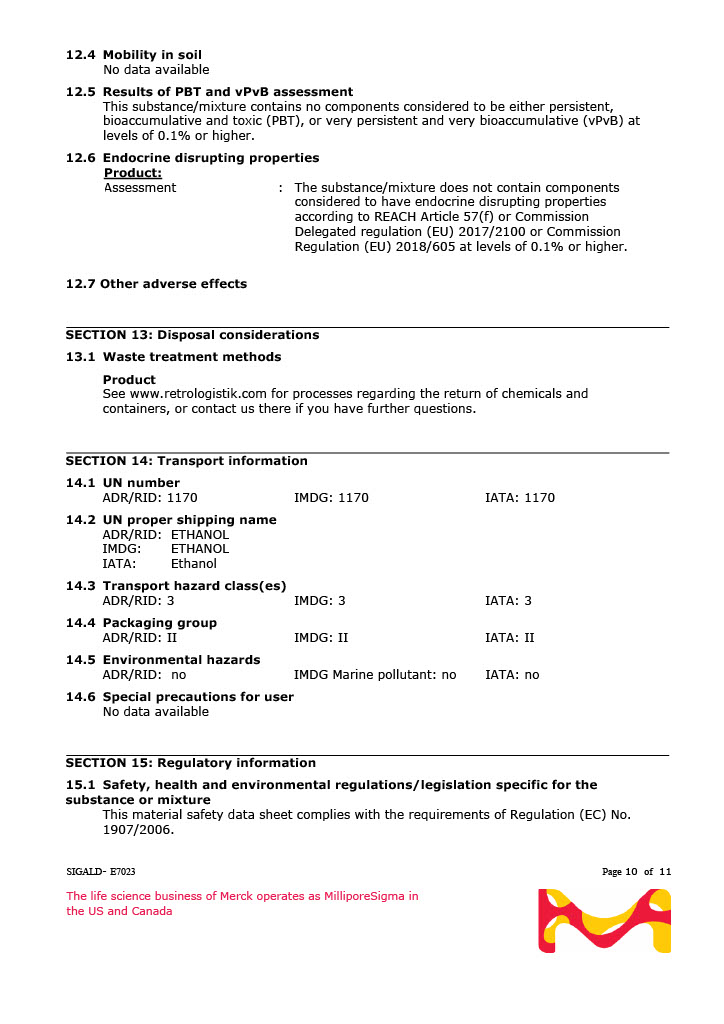 12.4 Mobility in soil
No data available
12.5 Results of PBT and vPvB assessment
This substance/mixture contains no components considered to be either persistent,
bioaccumulative and toxic (PBT), or very persistent and very bioaccumulative (vPvB) at
levels of 0.1% or higher.
12.6 Endocrine disrupting properties
Product:
Assessment : The substance/mixture does not contain components
considered to have endocrine disrupting properties
according to REACH Article 57(f) or Commission
Delegated regulation (EU) 2017/2100 or Commission
Regulation (EU) 2018/605 at levels of 0.1% or higher.
12.7 Other adverse effects
SECTION 13: Disposal considerations
13.1 Waste treatment methods
Product
See www.retrologistik.com for processes regarding the return of chemicals and
containers, or contact us there if you have further questions.
SECTION 14: Transport information
14.1 UN number
ADR/RID: 1170 IMDG: 1170 IATA: 1170
14.2 UN proper shipping name
ADR/RID: ETHANOL
IMDG: ETHANOL
IATA: Ethanol
14.3 Transport hazard class(es)
ADR/RID: 3 IMDG: 3 IATA: 3
14.4 Packaging group
ADR/RID: II IMDG: II IATA: II
14.5 Environmental hazards
ADR/RID: no IMDG Marine pollutant: no IATA: no
14.6 Special precautions for user
No data available
SECTION 15: Regulatory information
15.1 Safety, health and environmental regulations/legislation specific for the
substance or mixture
This material safety data sheet complies with the requirements of Regulation (EC) No.
1907/2006.
SIGALD- E7023 Page 10 of 11
The life science business of Merck operates as MilliporeSigma in
the US and Canada